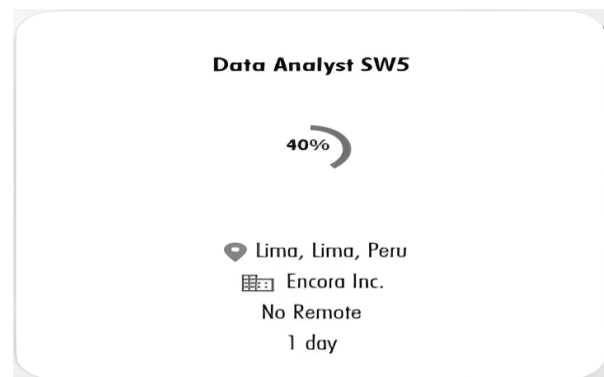 Data Analyst SW5
40%
Lima, Lima, Peru
Encora Inc.
No Remote
1 day